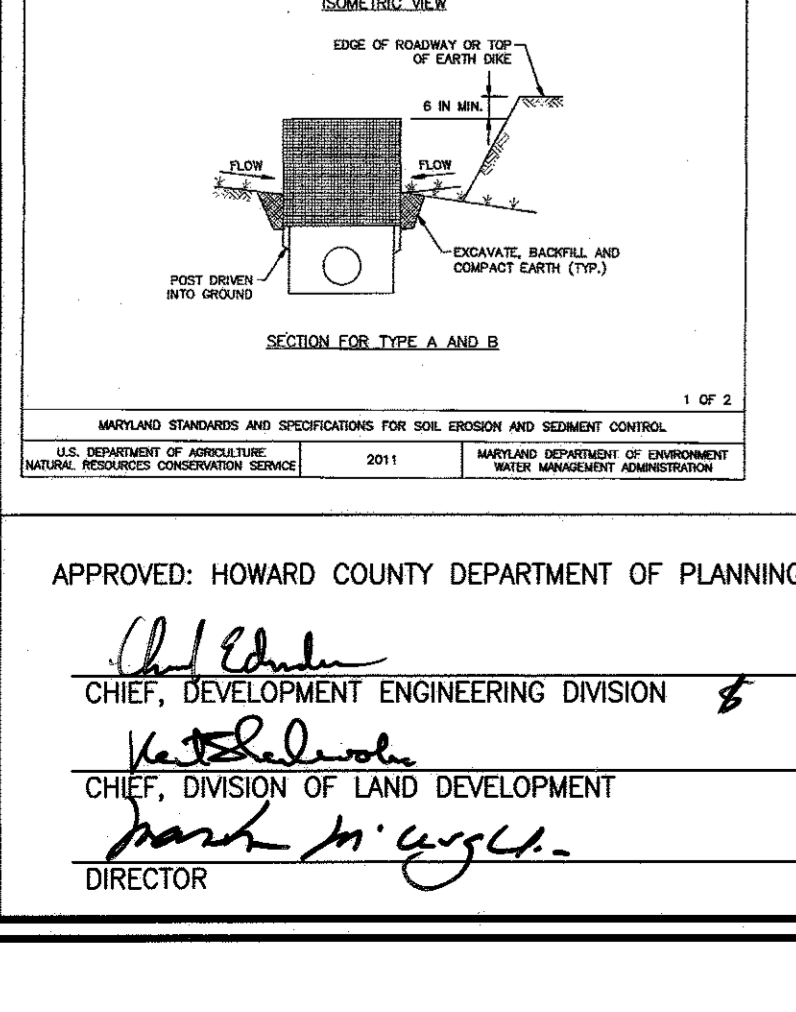 ISOMETRIC VIEW
EDGE OF ROADWAY OR TOP
OF EARTH DIKE
6 IN MIN.
FLOW
FLOW
EXCAVATE, BACKFILL AND
COMPACT EARTH (TYP.)
POST DRIVEN
INTO GROUND
SECTION FOR TYPE A AND B
1 OF 2
MARYLAND STANDARDS AND SPECIFICATIONS FOR SOIL EROSION AND SEDIMENT CONTROL
U.S. DEPARTMENT OF AGRICULTURE
NATURAL RESOURCES CONSERVATION SERVICE
2011
MARYLAND DEPARTMENT OF ENVIRONMENT
WATER MANAGEMENT ADMINISTRATION
APPROVED: HOWARD COUNTY DEPARTMENT OF PLANNING
CHIEF, DEVELOPMENT ENGINEERING DIVISION
CHIEF, DIVISION OF LAND DEVELOPMENT
DIRECTOR